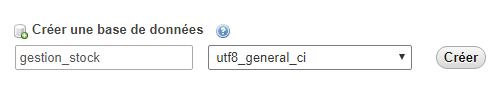 Créer une base de données
gestion_stock utf8_general_ci Créer